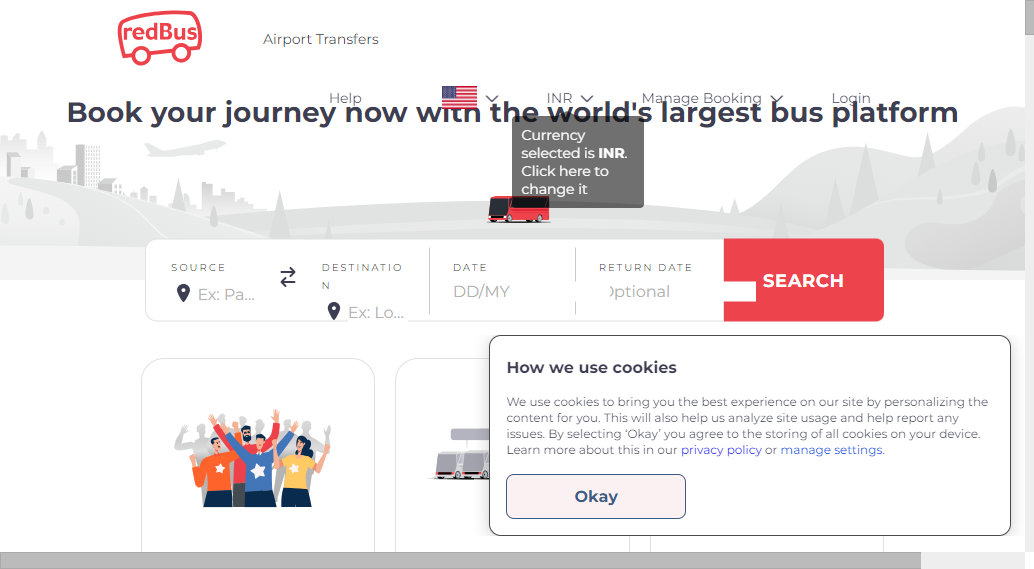 redBus
Airport Transfers
Help
INR
Manage Booking
Login
Book your journey now with the world's largest bus platform
Currency
selected is INR.
Click here to
change it
SOURCE
Ex: Pa...
DESTINATIO
N
Ex: Lo...
DATE
DD/MY
RETURN DATE
Optional
SEARCH
How we use cookies
We use cookies to bring you the best experience on our site by personalizing the
content for you. This will also help us analyze site usage and help report any
issues. By selecting ‘Okay’ you agree to the storing of all cookies on your device.
Learn more about this in our privacy policy or manage settings.
Okay